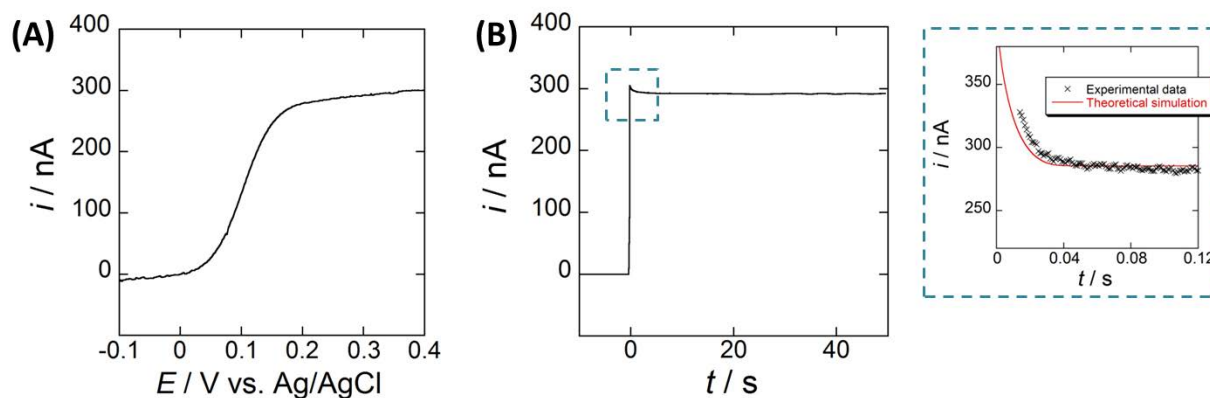 (A)
400
300
200
100
0
i / nA
-0.1
0
0.1
0.2
0.3
0.4
E / V vs. Ag/AgCl
(B)
400
300
200
100
0
i / nA
0
20
40
t / s
350
300
250
i / nA
× Experimental data
Theoretical simulation
0
0.04
0.08
0.12
t / s